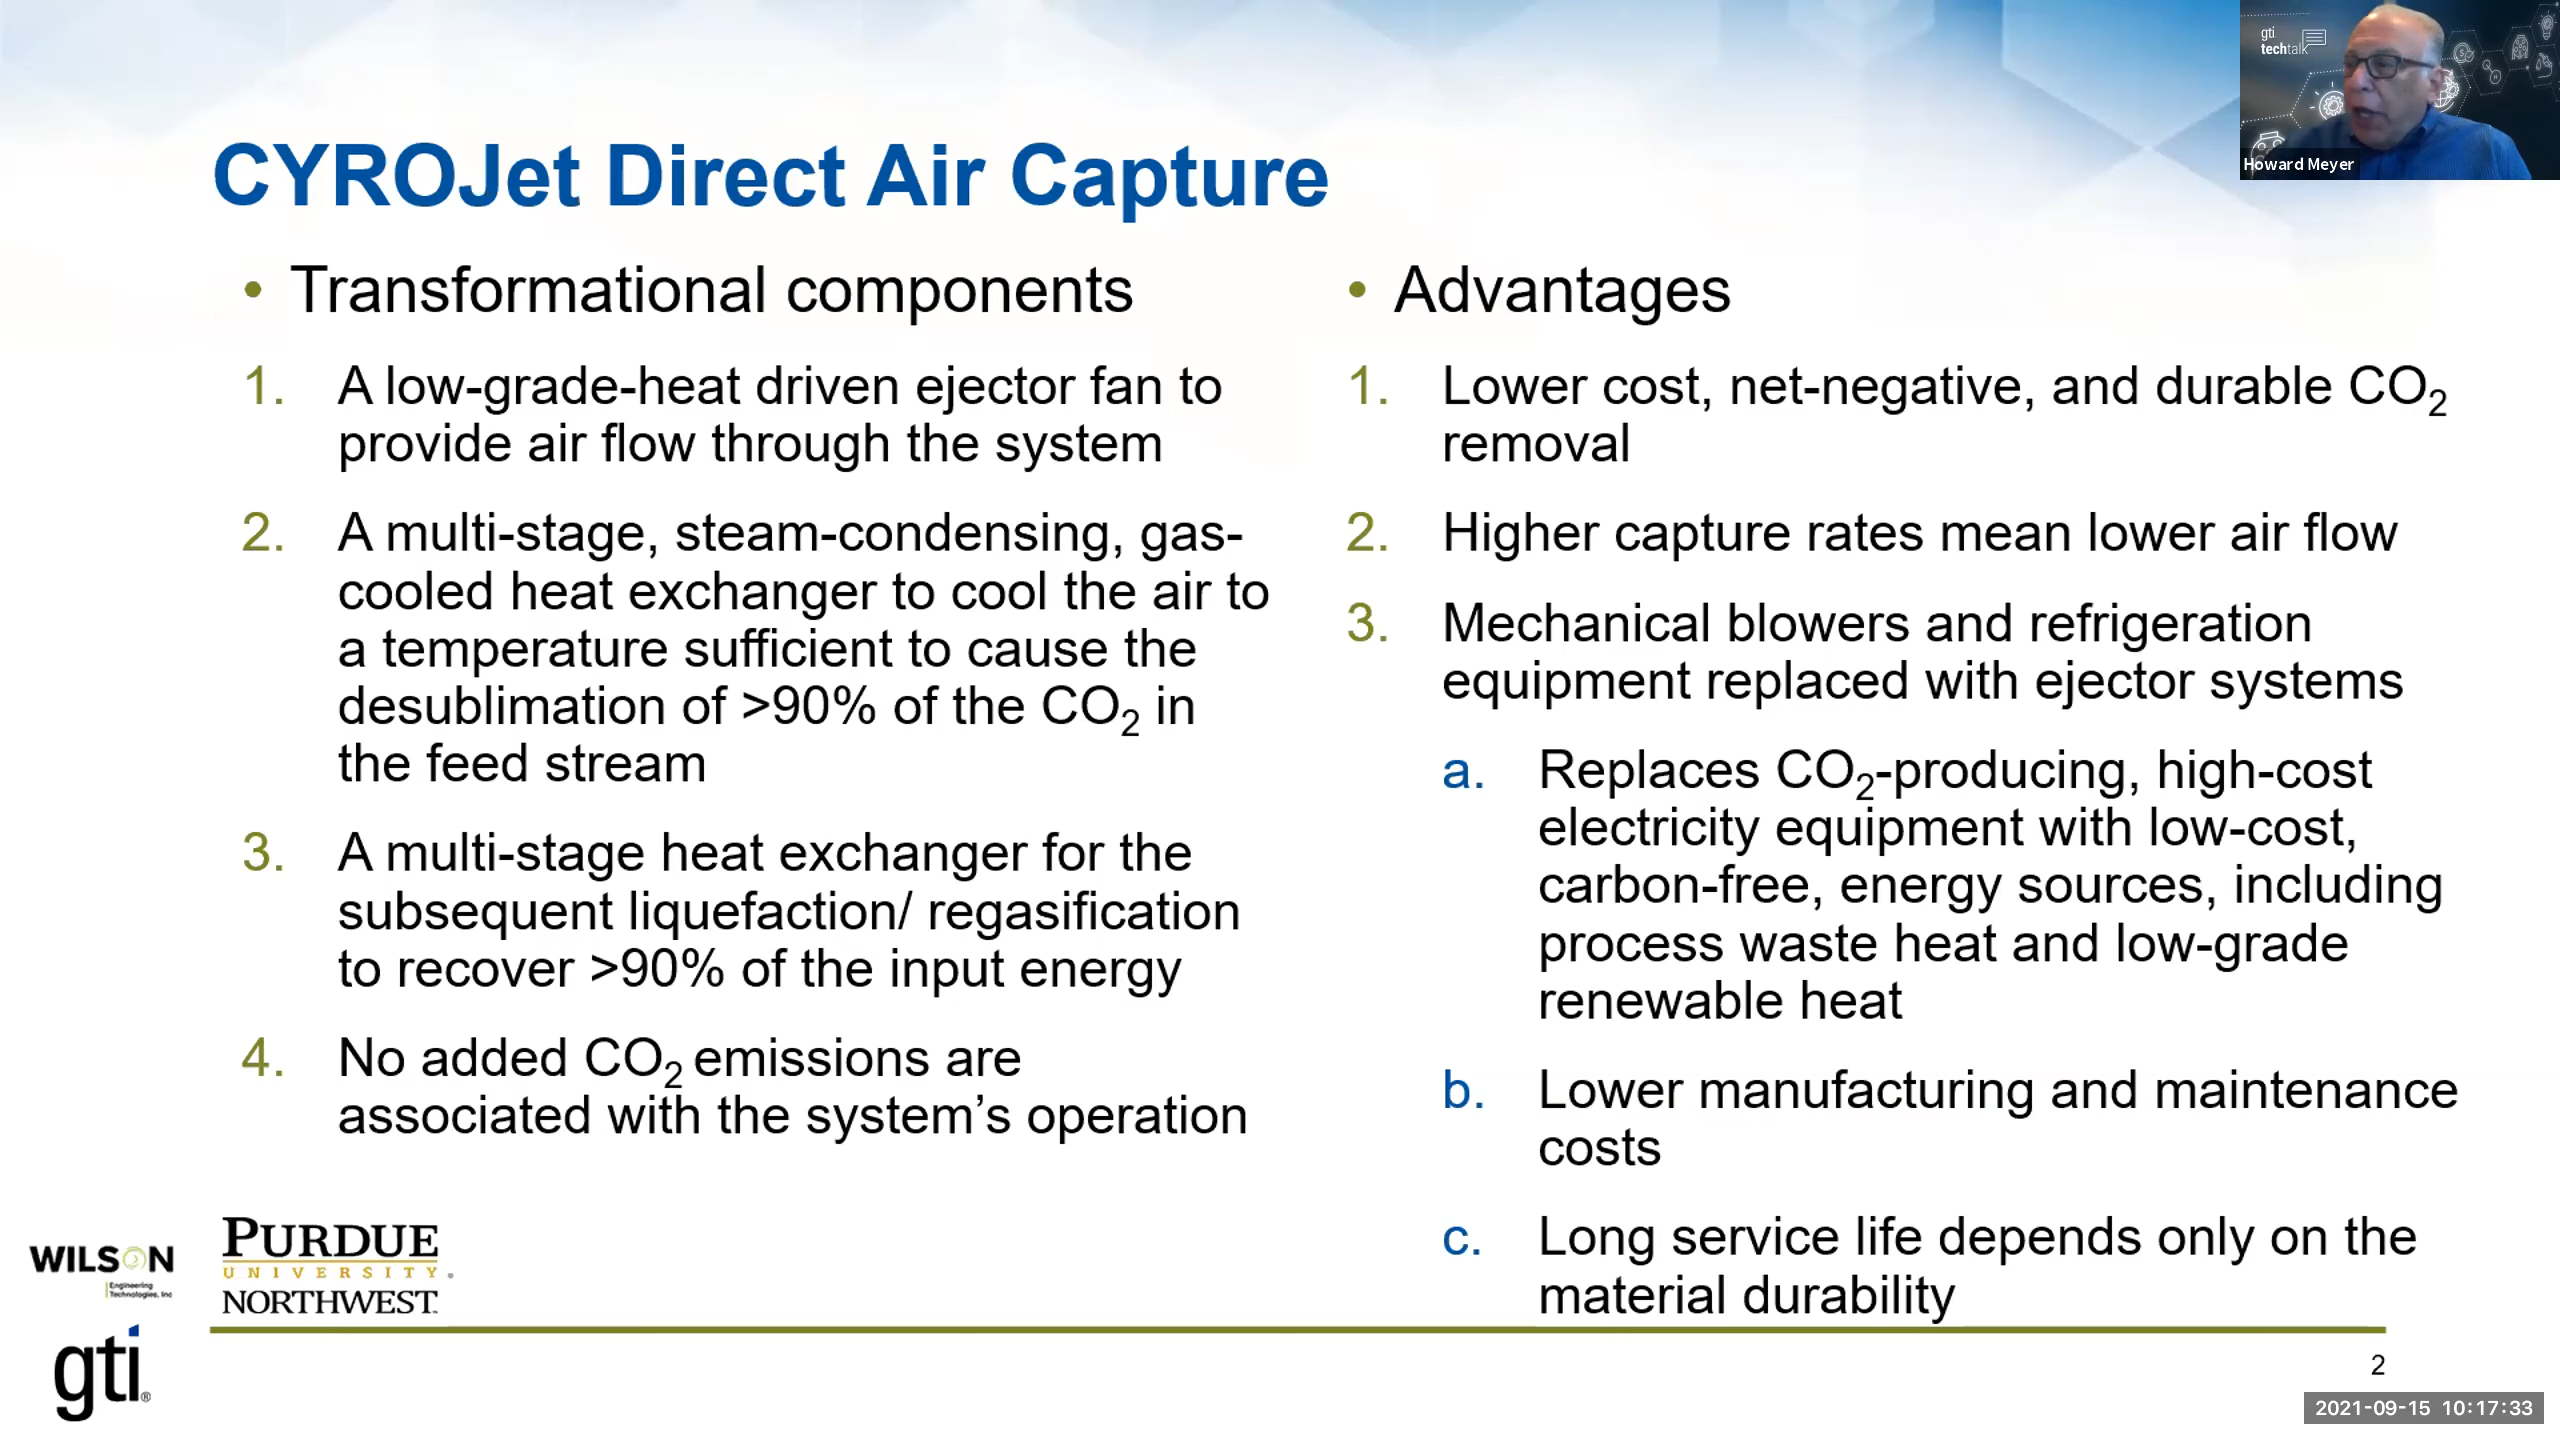 gti
techtalk
Howard Meyer
CYROJet Direct Air Capture
• Transformational components
1. A low-grade-heat driven ejector fan to
provide air flow through the system
2. A multi-stage, steam-condensing, gas-
cooled heat exchanger to cool the air to
a temperature sufficient to cause the
desublimation of >90% of the CO₂ in
the feed stream
3. A multi-stage heat exchanger for the
subsequent liquefaction/ regasification
to recover >90% of the input energy
4. No added CO₂ emissions are
associated with the system’s operation
• Advantages
1. Lower cost, net-negative, and durable CO₂
removal
2. Higher capture rates mean lower air flow
3. Mechanical blowers and refrigeration
equipment replaced with ejector systems
a. Replaces CO₂-producing, high-cost
electricity equipment with low-cost,
carbon-free, energy sources, including
process waste heat and low-grade
renewable heat
b. Lower manufacturing and maintenance
costs
c. Long service life depends only on the
material durability
WILSON
Engineering
Technologies, Inc
PURDUE
UNIVERSITY®
NORTHWEST™
gti®
2
2021-09-15 10:17:33